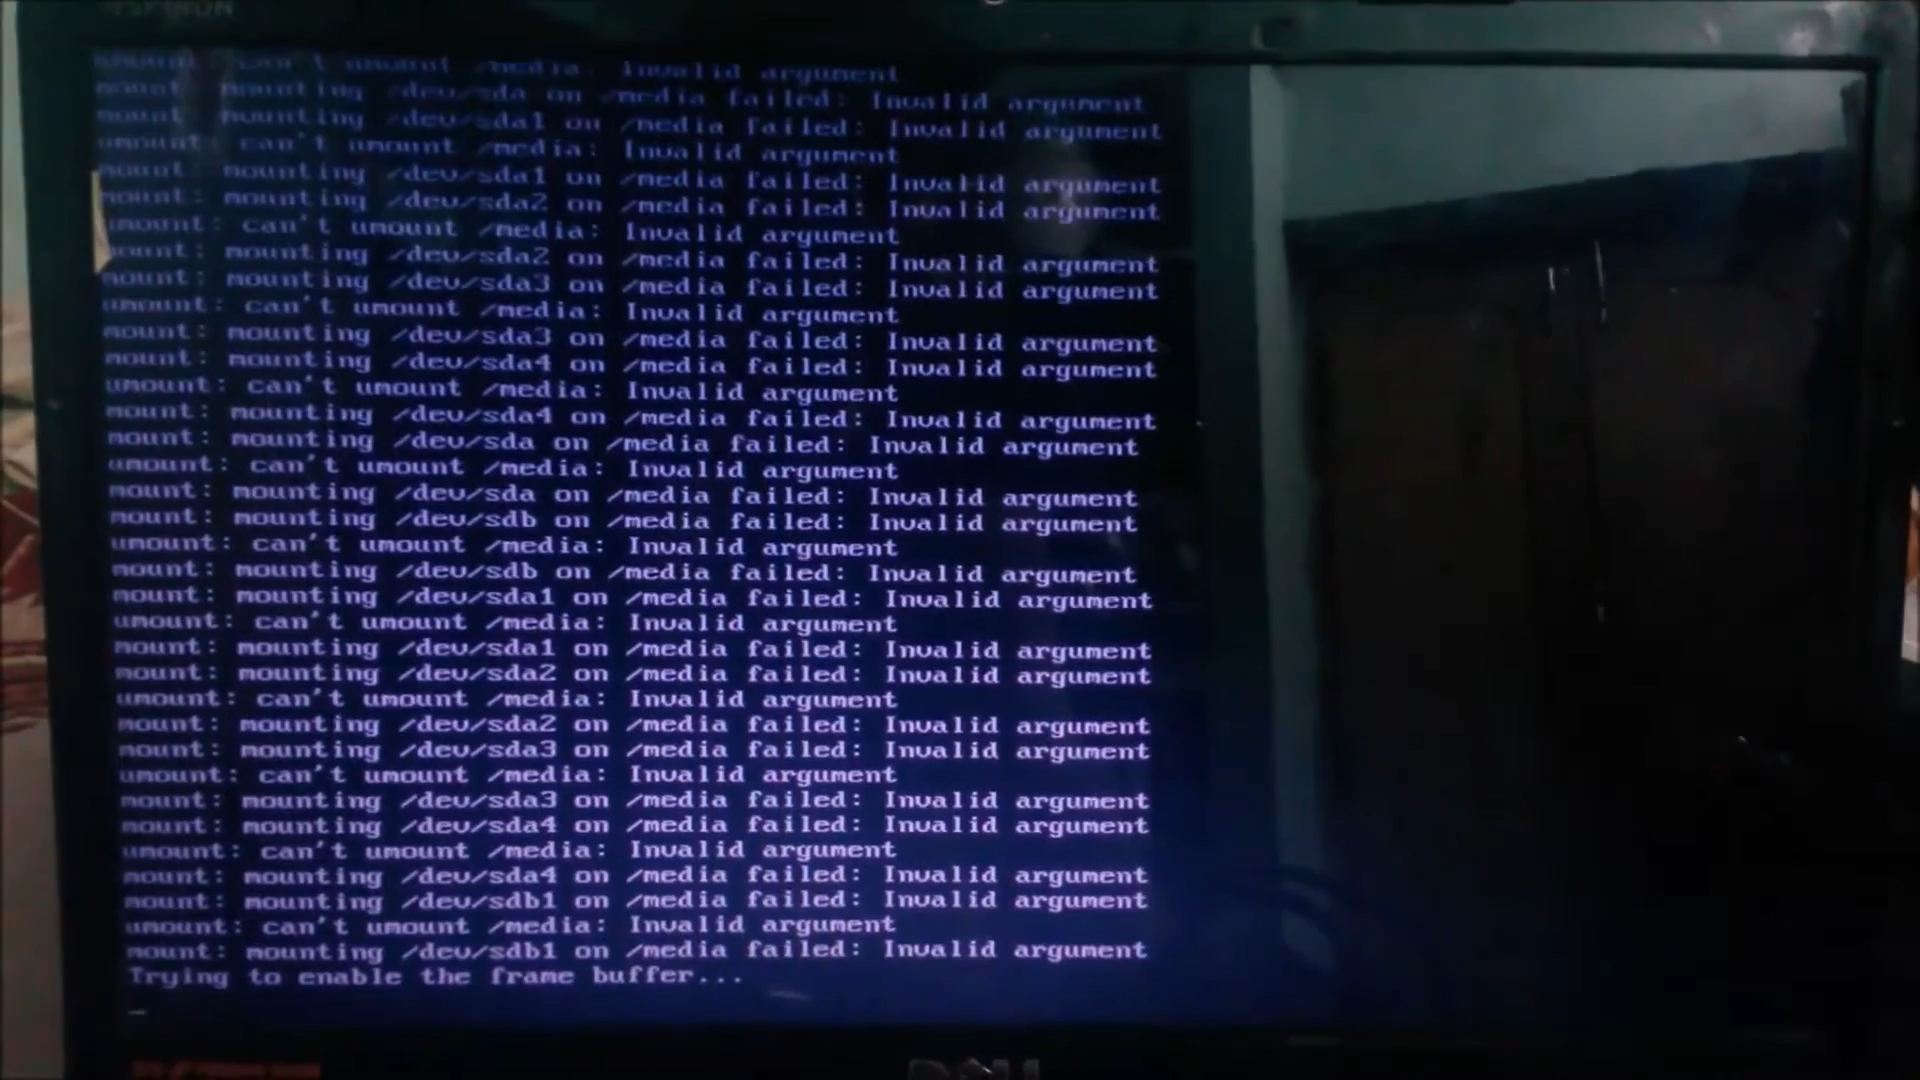 umount: can't umount /media: Invalid argument
mount: mounting /dev/sda on /media failed: Invalid argument
mount: mounting /dev/sda1 on /media failed: Invalid argument
umount: can't umount /media: Invalid argument
mount: mounting /dev/sda1 on /media failed: Invalid argument
mount: mounting /dev/sda2 on /media failed: Invalid argument
umount: can't umount /media: Invalid argument
mount: mounting /dev/sda2 on /media failed: Invalid argument
mount: mounting /dev/sda3 on /media failed: Invalid argument
umount: can't umount /media: Invalid argument
mount: mounting /dev/sda3 on /media failed: Invalid argument
mount: mounting /dev/sda4 on /media failed: Invalid argument
umount: can't umount /media: Invalid argument
mount: mounting /dev/sda4 on /media failed: Invalid argument
mount: mounting /dev/sda on /media failed: Invalid argument
umount: can't umount /media: Invalid argument
mount: mounting /dev/sda on /media failed: Invalid argument
mount: mounting /dev/sdb on /media failed: Invalid argument
umount: can't umount /media: Invalid argument
mount: mounting /dev/sdb on /media failed: Invalid argument
mount: mounting /dev/sda1 on /media failed: Invalid argument
umount: can't umount /media: Invalid argument
mount: mounting /dev/sda1 on /media failed: Invalid argument
mount: mounting /dev/sda2 on /media failed: Invalid argument
umount: can't umount /media: Invalid argument
mount: mounting /dev/sda2 on /media failed: Invalid argument
mount: mounting /dev/sda3 on /media failed: Invalid argument
umount: can't umount /media: Invalid argument
mount: mounting /dev/sda3 on /media failed: Invalid argument
mount: mounting /dev/sda4 on /media failed: Invalid argument
umount: can't umount /media: Invalid argument
mount: mounting /dev/sda4 on /media failed: Invalid argument
mount: mounting /dev/sdb1 on /media failed: Invalid argument
umount: can't umount /media: Invalid argument
mount: mounting /dev/sdb1 on /media failed: Invalid argument
Trying to enable the frame buffer...
DELL